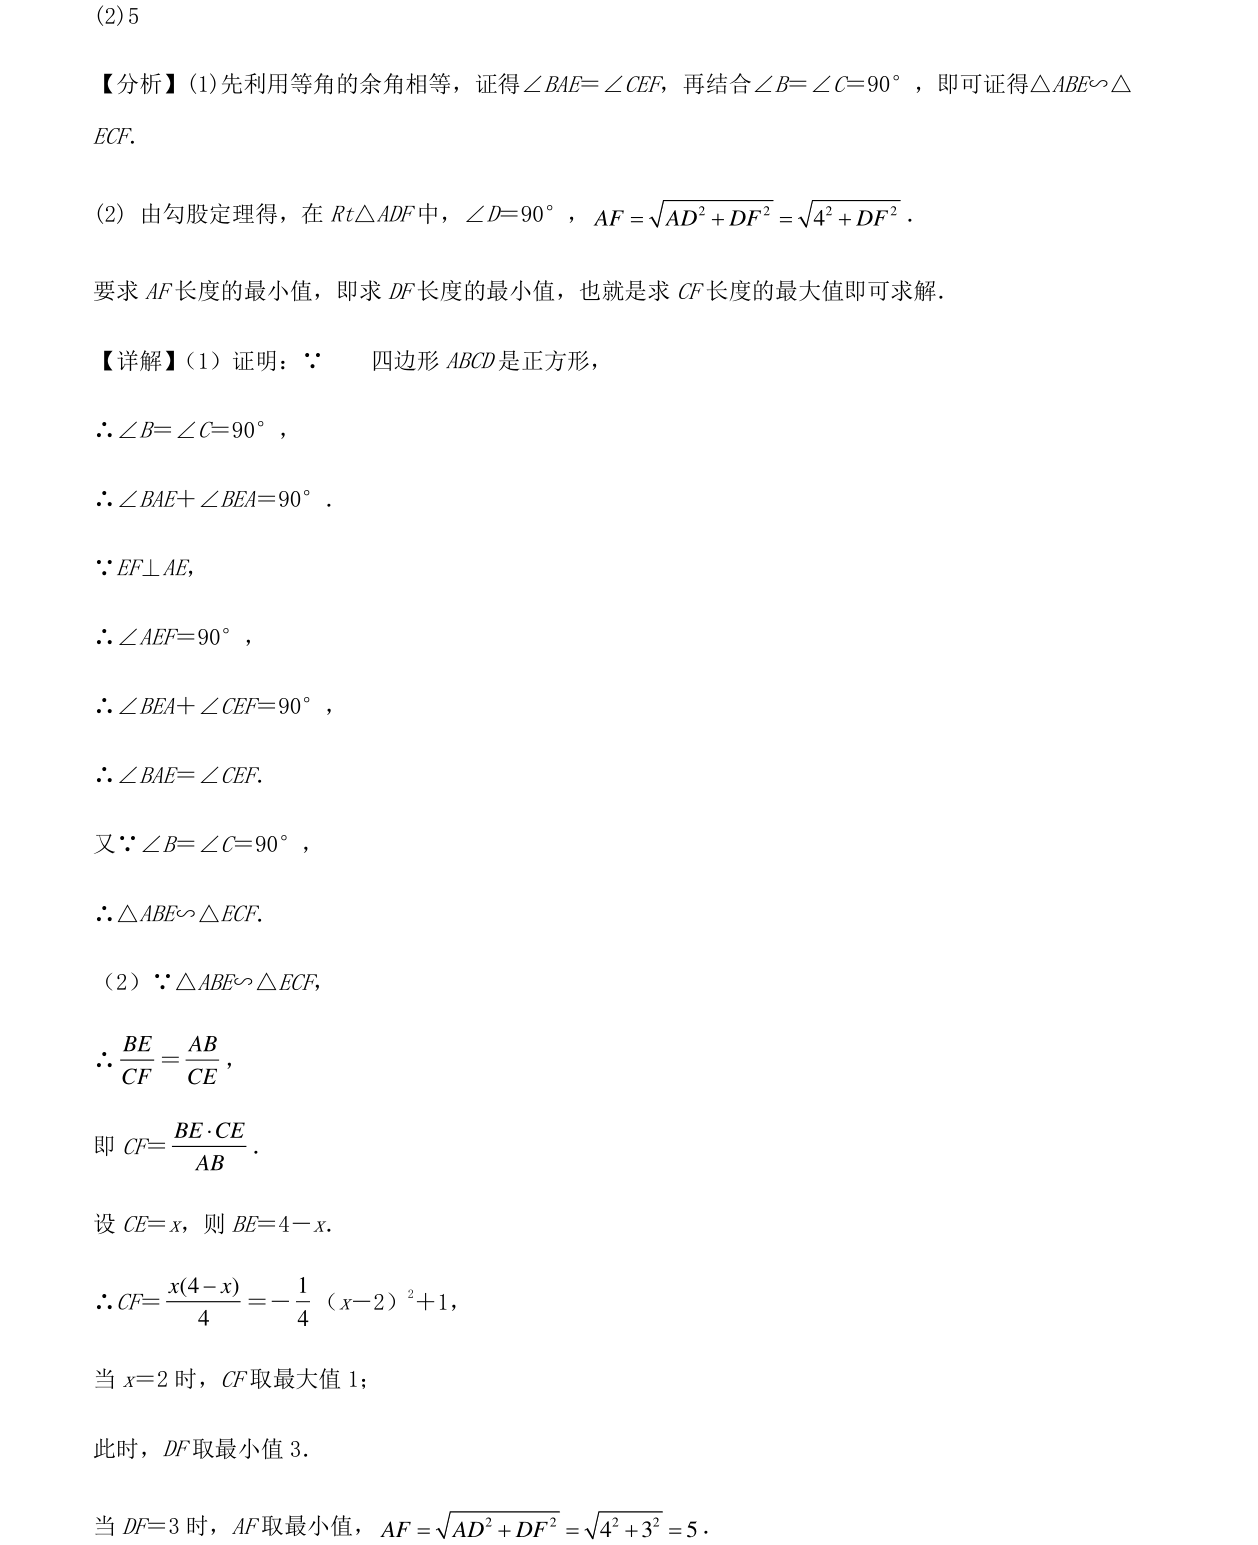 (2)5
【分析】(1)先利用等角的余角相等，证得∠BAE＝∠CEF，再结合∠B＝∠C＝90°，即可证得△ABE∽△
ECF．
(2) 由勾股定理得，在 Rt△ADF 中，∠D＝90°，AF＝√(AD²＋DF²)＝√(4²＋DF²)．
要求 AF 长度的最小值，即求 DF 长度的最小值，也就是求 CF 长度的最大值即可求解．
【详解】（1）证明：∵ 四边形 ABCD 是正方形，
∴∠B＝∠C＝90°，
∴∠BAE＋∠BEA＝90°．
∵EF⊥AE，
∴∠AEF＝90°，
∴∠BEA＋∠CEF＝90°，
∴∠BAE＝∠CEF．
又∵∠B＝∠C＝90°，
∴△ABE∽△ECF．
（2）∵△ABE∽△ECF，
∴BE/CF＝AB/CE，
即 CF＝BE·CE/AB．
设 CE＝x，则 BE＝4－x．
∴CF＝x(4－x)/4＝－1/4（x－2）²＋1，
当 x＝2 时，CF 取最大值 1；
此时，DF 取最小值 3．
当 DF＝3 时，AF 取最小值，AF＝√(AD²＋DF²)＝√(4²＋3²)＝5．